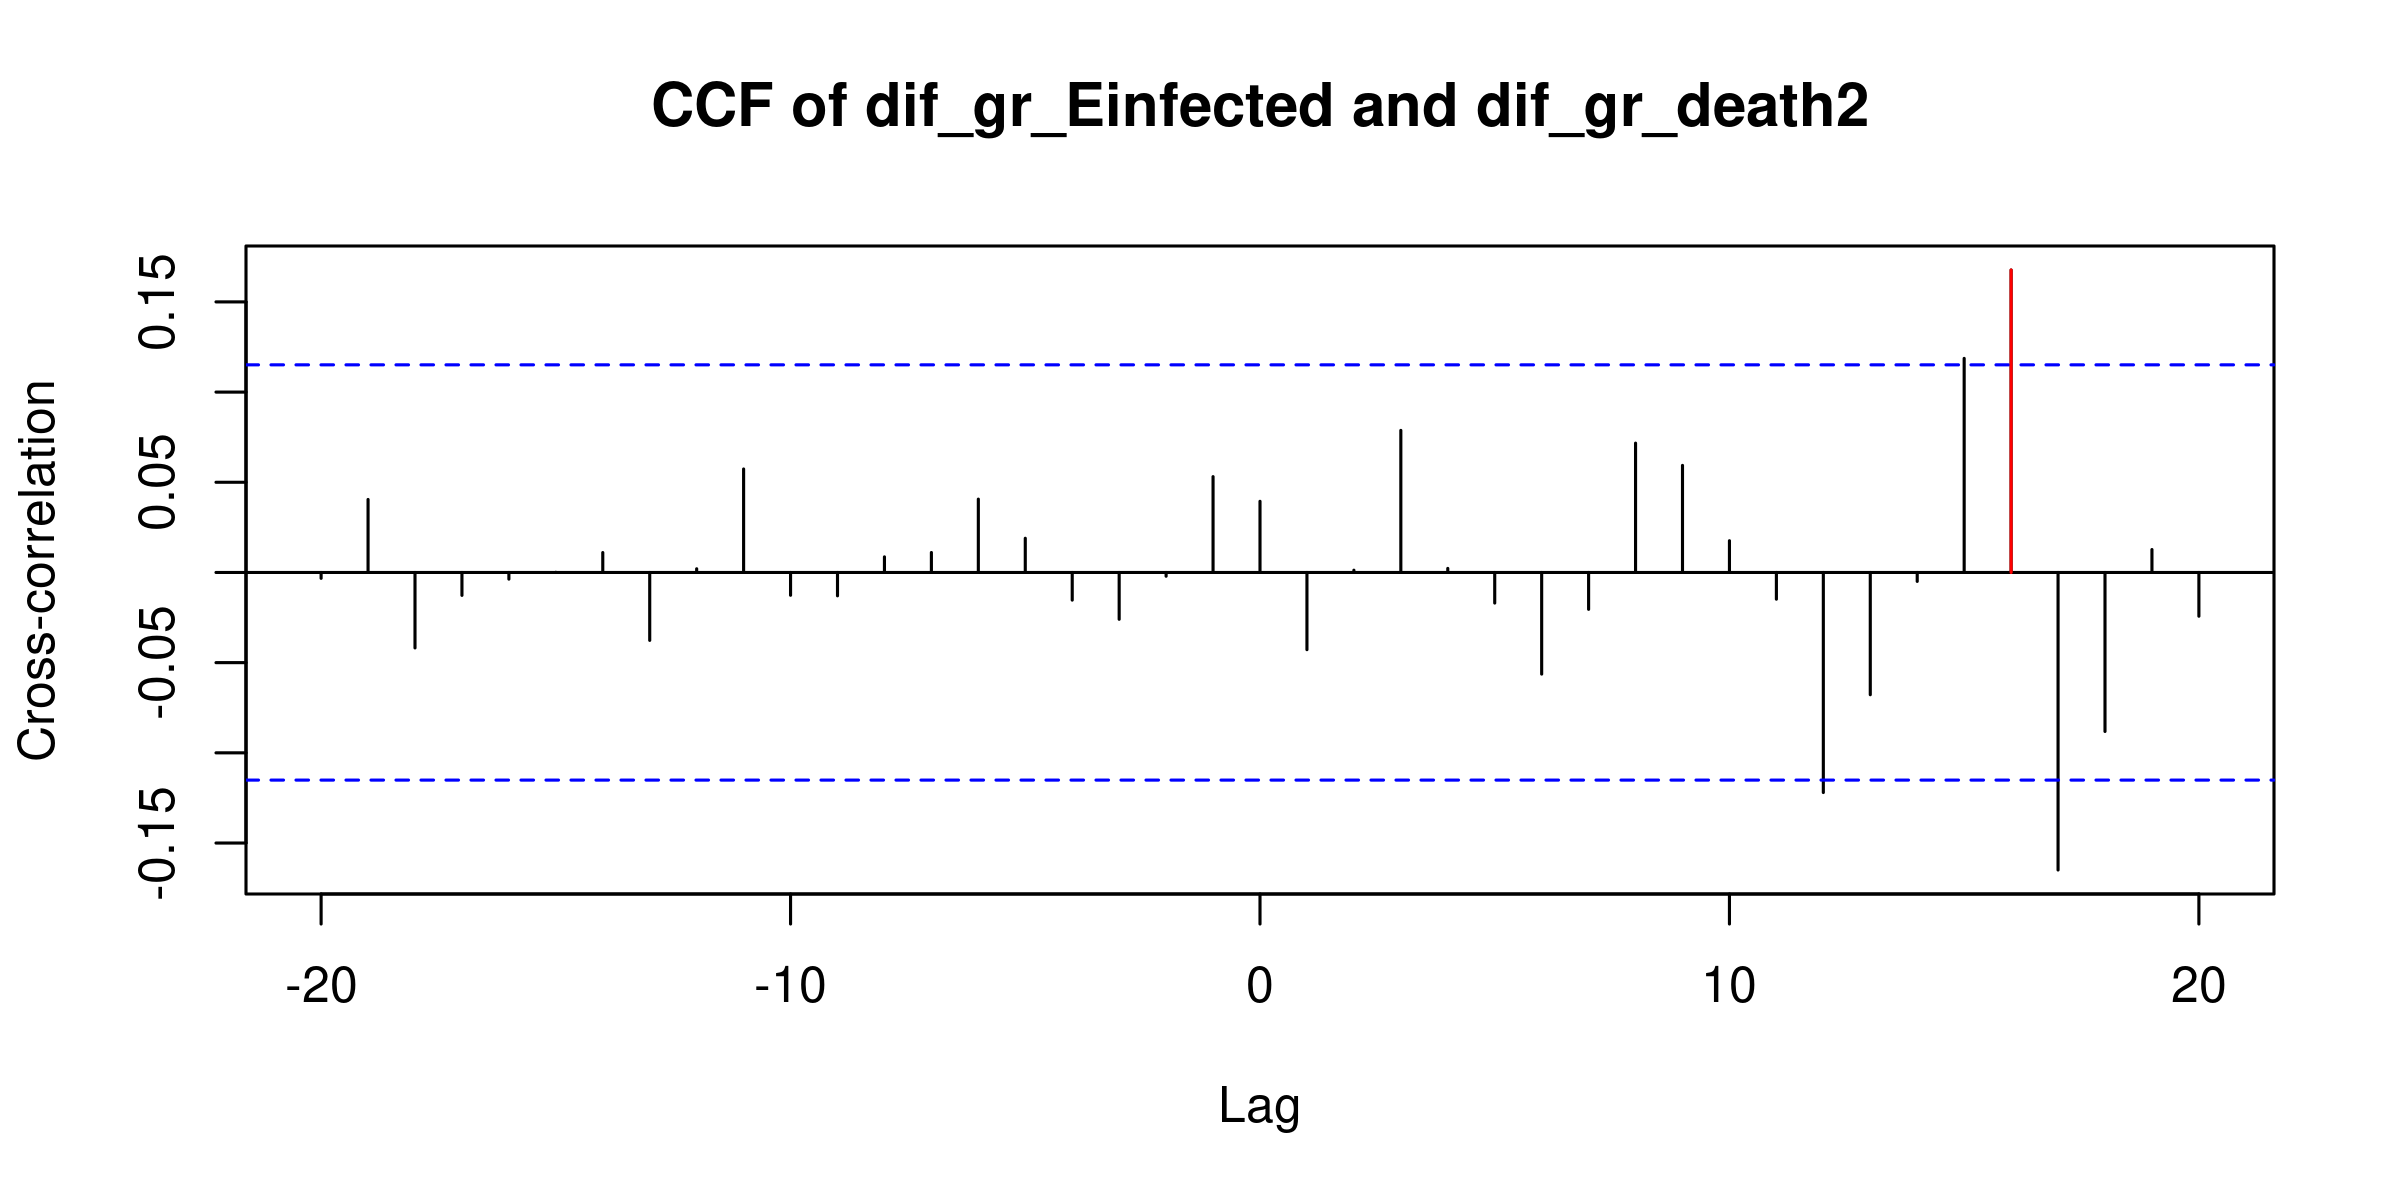 CCF of dif_gr_Einfected and dif_gr_death2
Cross-correlation
0.15
0.05
-0.05
-0.15
-20 -10 0 10 20
Lag